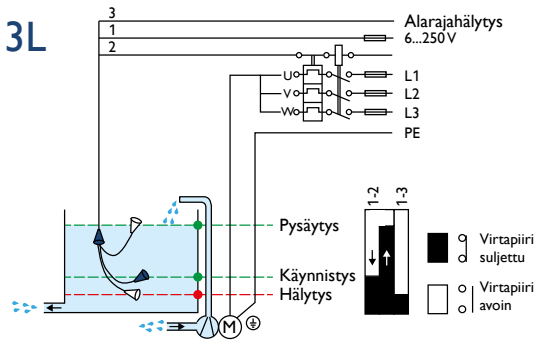 3L
3
Alarajahälytys
1
6...250 V
2
U
L1
V
L2
W
L3
PE
1-2
1-3
Pysäytys
Virtapiiri
suljettu
Käynnistys
Hälytys
Virtapiiri
avoin
M